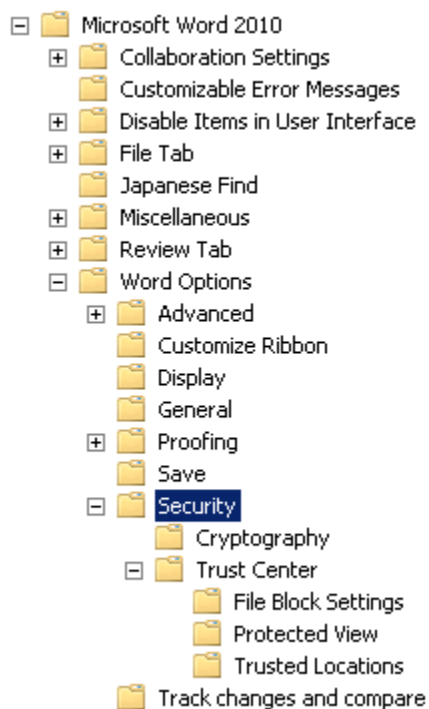 Microsoft Word 2010
Collaboration Settings
Customizable Error Messages
Disable Items in User Interface
File Tab
Japanese Find
Miscellaneous
Review Tab
Word Options
Advanced
Customize Ribbon
Display
General
Proofing
Save
Security
Cryptography
Trust Center
File Block Settings
Protected View
Trusted Locations
Track changes and compare